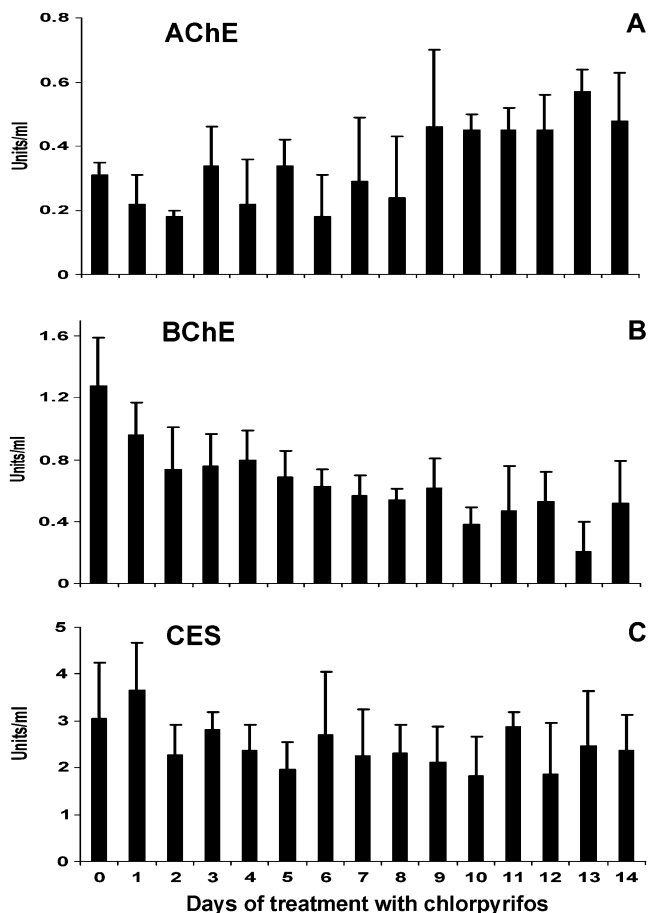 AChE
A
0.8
0.6
0.4
0.2
0
Units/ml
BChE
B
1.6
1.2
0.8
0.4
0
Units/ml
CES
C
5
4
3
2
1
0
Units/ml
0 1 2 3 4 5 6 7 8 9 10 11 12 13 14
Days of treatment with chlorpyrifos